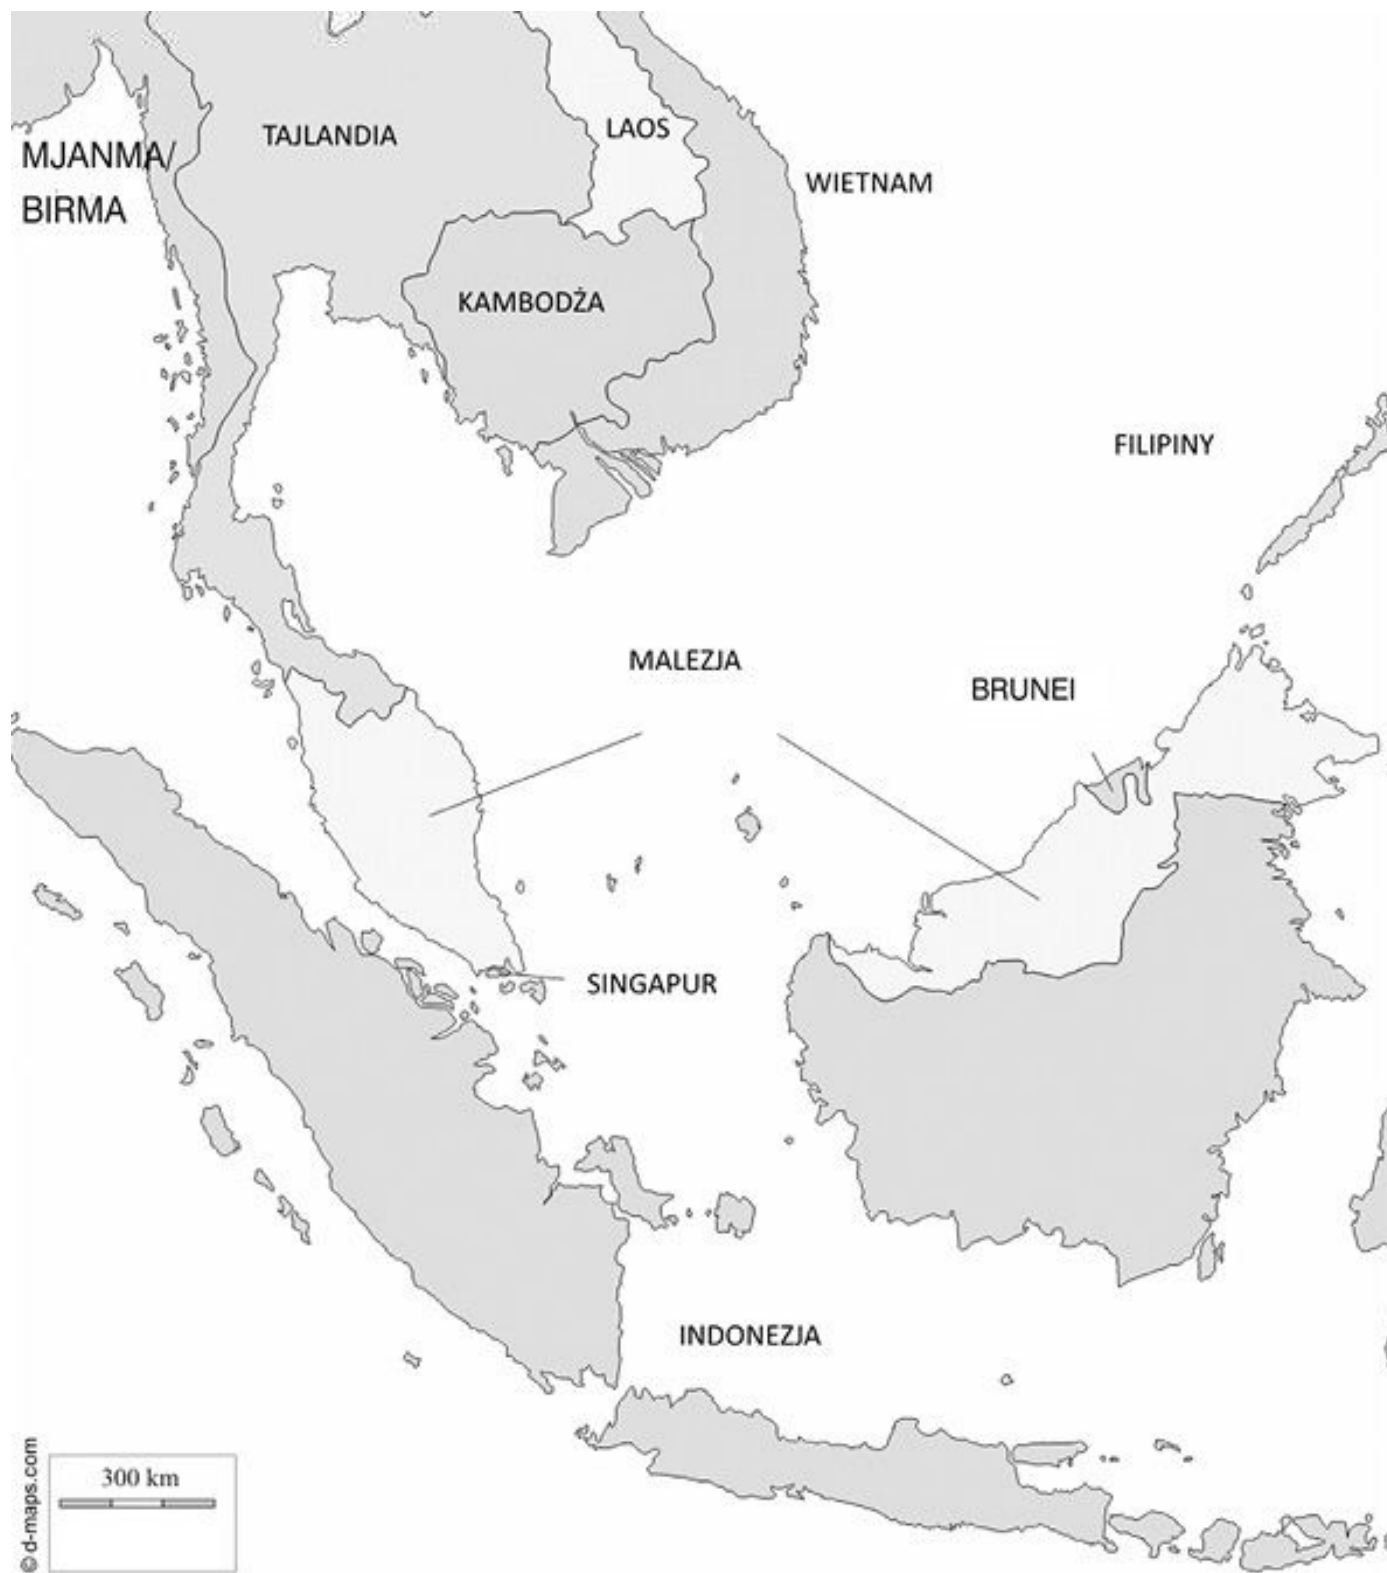 TAJLANDIA
LAOS
MJANMA/
BIRMA
WIETNAM
KAMBODŻA
FILIPINY
MALEZJA
BRUNEI
SINGAPUR
INDONEZJA
300 km
© d-maps.com